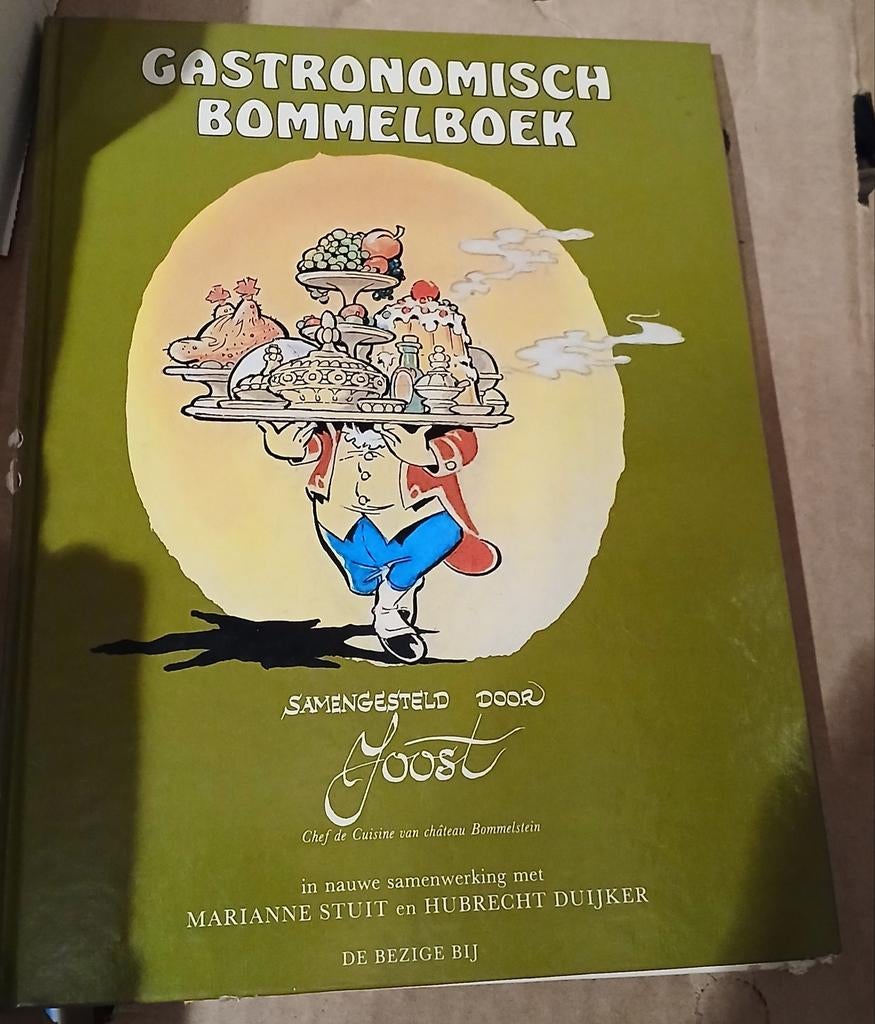 GASTRONOMISCH
BOMMELBOEK
SAMENGESTELD DOOR
Joost
Chef de Cuisine van château Bommelstein
in nauwe samenwerking met
MARIANNE STUIT en HUBRECHT DUIJKER
DE BEZIGE BIJ